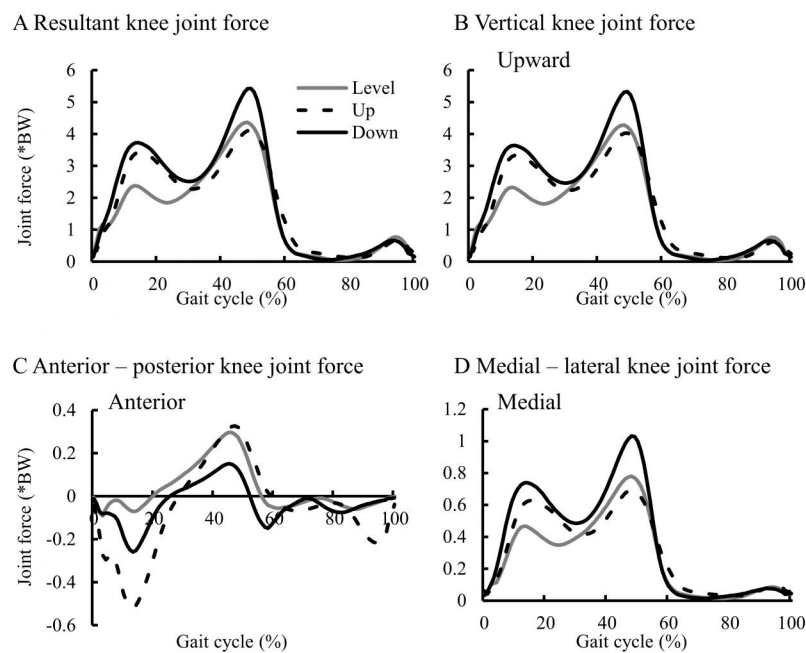 A Resultant knee joint force
B Vertical knee joint force
Upward
6
5
4
3
2
1
0
Joint force (*BW)
Level
Up
Down
0 20 40 60 80 100
Gait cycle (%)
6
5
4
3
2
1
0
0 20 40 60 80 100
Gait cycle (%)
C Anterior – posterior knee joint force
D Medial – lateral knee joint force
Anterior
0.4
0.2
0
-0.2
-0.4
-0.6
Joint force (*BW)
0 20 40 60 80 100
Gait cycle (%)
Medial
1.2
1
0.8
0.6
0.4
0.2
0
0 20 40 60 80 100
Gait cycle (%)